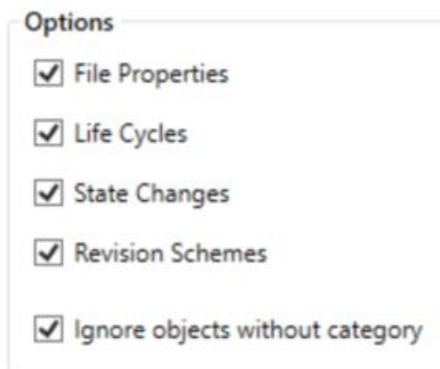 Options
File Properties
Life Cycles
State Changes
Revision Schemes
Ignore objects without category